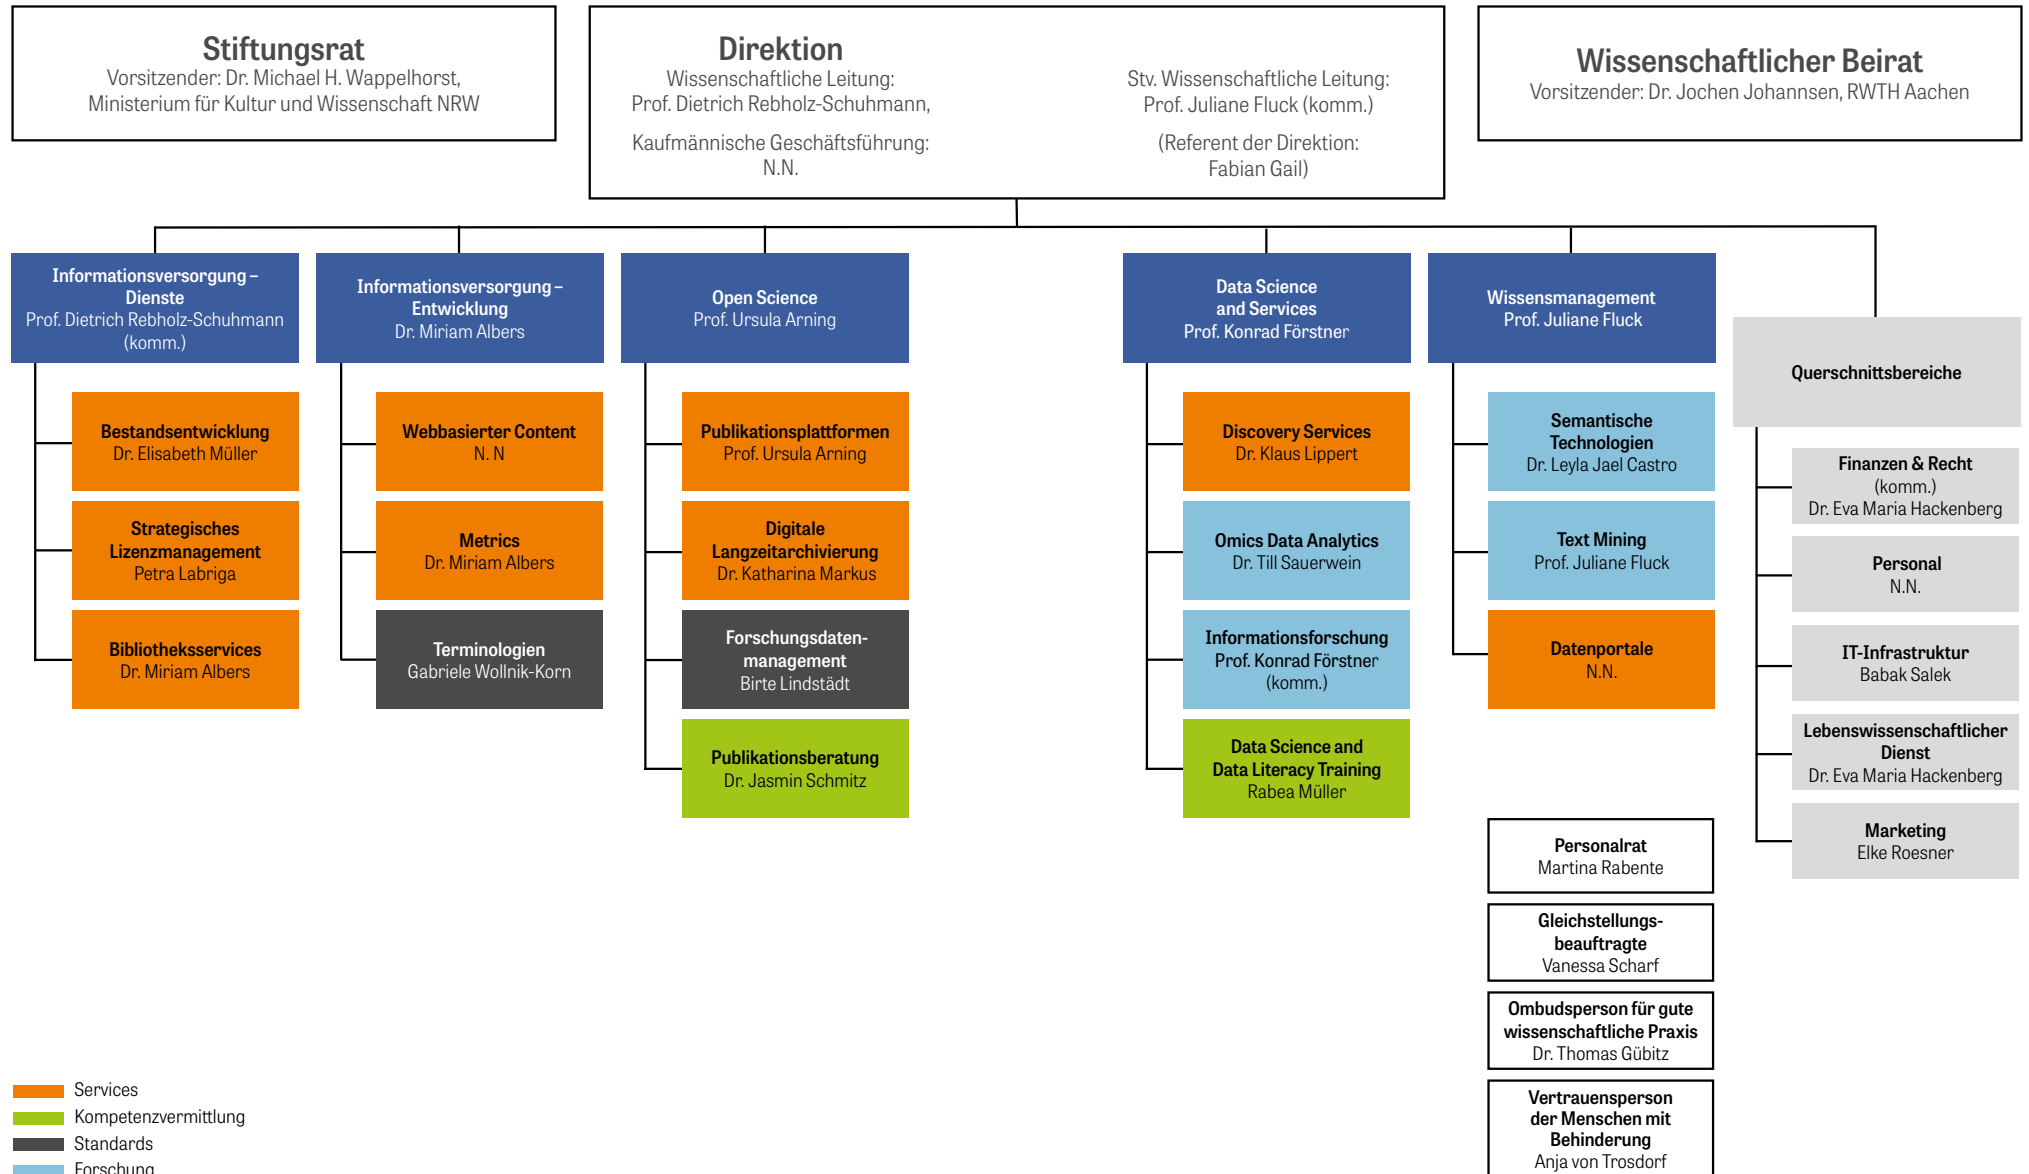 Stiftungsrat
Vorsitzender: Dr. Michael H. Wappelhorst,
Ministerium für Kultur und Wissenschaft NRW
Direktion
Wissenschaftliche Leitung:
Prof. Dietrich Rebholz-Schuhmann,
Kaufmännische Geschäftsführung:
N.N.
Stv. Wissenschaftliche Leitung:
Prof. Juliane Fluck (komm.)
(Referent der Direktion:
Fabian Gail)
Wissenschaftlicher Beirat
Vorsitzender: Dr. Jochen Johannsen, RWTH Aachen
Informationsversorgung –
Dienste
Prof. Dietrich Rebholz-Schuhmann
(komm.)
Bestandsentwicklung
Dr. Elisabeth Müller
Strategisches
Lizenzmanagement
Petra Labriga
Bibliotheksservices
Dr. Miriam Albers
Informationsversorgung –
Entwicklung
Dr. Miriam Albers
Webbasierter Content
N. N
Metrics
Dr. Miriam Albers
Terminologien
Gabriele Wollnik-Korn
Open Science
Prof. Ursula Arning
Publikationsplattformen
Prof. Ursula Arning
Digitale
Langzeitarchivierung
Dr. Katharina Markus
Forschungsdaten-
management
Birte Lindstädt
Publikationsberatung
Dr. Jasmin Schmitz
Data Science
and Services
Prof. Konrad Förstner
Discovery Services
Dr. Klaus Lippert
Omics Data Analytics
Dr. Till Sauerwein
Informationsforschung
Prof. Konrad Förstner
(komm.)
Data Science and
Data Literacy Training
Rabea Müller
Wissensmanagement
Prof. Juliane Fluck
Semantische
Technologien
Dr. Leyla Jael Castro
Text Mining
Prof. Juliane Fluck
Datenportale
N.N.
Querschnittsbereiche
Finanzen & Recht
(komm.)
Dr. Eva Maria Hackenberg
Personal
N.N.
IT-Infrastruktur
Babak Salek
Lebenswissenschaftlicher
Dienst
Dr. Eva Maria Hackenberg
Marketing
Elke Roesner
Personalrat
Martina Rabente
Gleichstellungs-
beauftragte
Vanessa Scharf
Ombudsperson für gute
wissenschaftliche Praxis
Dr. Thomas Gübitz
Vertrauensperson
der Menschen mit
Behinderung
Anja von Trosdorf
Services
Kompetenzvermittlung
Standards
Forschung